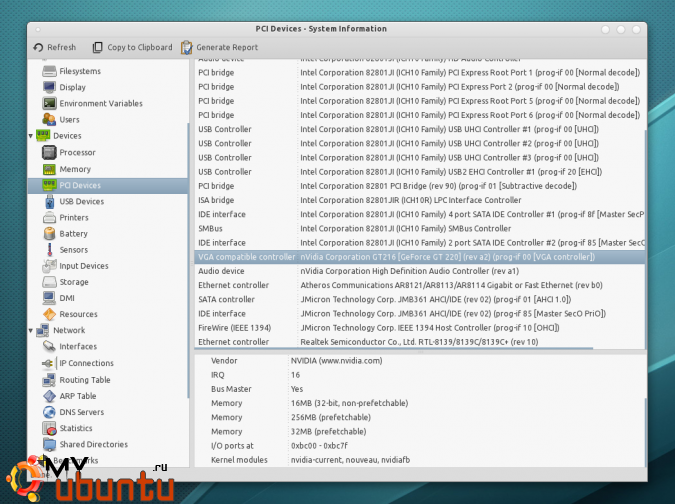 PCI Devices - System Information
Refresh
Copy to Clipboard
Generate Report
Filesystems
Display
Environment Variables
Users
Devices
Processor
Memory
PCI Devices
USB Devices
Printers
Battery
Sensors
Input Devices
Storage
DMI
Resources
Network
Interfaces
IP Connections
Routing Table
ARP Table
DNS Servers
Statistics
Shared Directories
PCI bridge Intel Corporation 82801JI (ICH10 Family) PCI Express Root Port 1 (prog-if 00 [Normal decode])
PCI bridge Intel Corporation 82801JI (ICH10 Family) PCI Express Port 2 (prog-if 00 [Normal decode])
PCI bridge Intel Corporation 82801JI (ICH10 Family) PCI Express Root Port 5 (prog-if 00 [Normal decode])
PCI bridge Intel Corporation 82801JI (ICH10 Family) PCI Express Root Port 6 (prog-if 00 [Normal decode])
USB Controller Intel Corporation 82801JI (ICH10 Family) USB UHCI Controller #1 (prog-if 00 [UHCI])
USB Controller Intel Corporation 82801JI (ICH10 Family) USB UHCI Controller #2 (prog-if 00 [UHCI])
USB Controller Intel Corporation 82801JI (ICH10 Family) USB UHCI Controller #3 (prog-if 00 [UHCI])
USB Controller Intel Corporation 82801JI (ICH10 Family) USB2 EHCI Controller #1 (prog-if 20 [EHCI])
PCI bridge Intel Corporation 82801 PCI Bridge (rev 90) (prog-if 01 [Subtractive decode])
ISA bridge Intel Corporation 82801JIR (ICH10R) LPC Interface Controller
IDE interface Intel Corporation 82801JI (ICH10 Family) 4 port SATA IDE Controller #1 (prog-if 8f [Master SecP
SMBus Intel Corporation 82801JI (ICH10 Family) SMBus Controller
IDE interface Intel Corporation 82801JI (ICH10 Family) 2 port SATA IDE Controller #2 (prog-if 85 [Master SecO
VGA compatible controller nVidia Corporation GT216 [GeForce GT 220] (rev a2) (prog-if 00 [VGA controller])
Audio device nVidia Corporation High Definition Audio Controller (rev a1)
Ethernet controller Atheros Communications AR8121/AR8113/AR8114 Gigabit or Fast Ethernet (rev b0)
SATA controller JMicron Technology Corp. JMB361 AHCI/IDE (rev 02) (prog-if 01 [AHCI 1.0])
IDE interface JMicron Technology Corp. JMB361 AHCI/IDE (rev 02) (prog-if 85 [Master SecO PriO])
FireWire (IEEE 1394) JMicron Technology Corp. IEEE 1394 Host Controller (prog-if 10 [OHCI])
Ethernet controller Realtek Semiconductor Co., Ltd. RTL-8139/8139C/8139C+ (rev 10)
Vendor NVIDIA (www.nvidia.com)
IRQ 16
Bus Master Yes
Memory 16MB (32-bit, non-prefetchable)
Memory 256MB (prefetchable)
Memory 32MB (prefetchable)
I/O ports at 0xbc00 - 0xbc7f
Kernel modules nvidia-current, nouveau, nvidiafb
MY
ubuntu
.ru